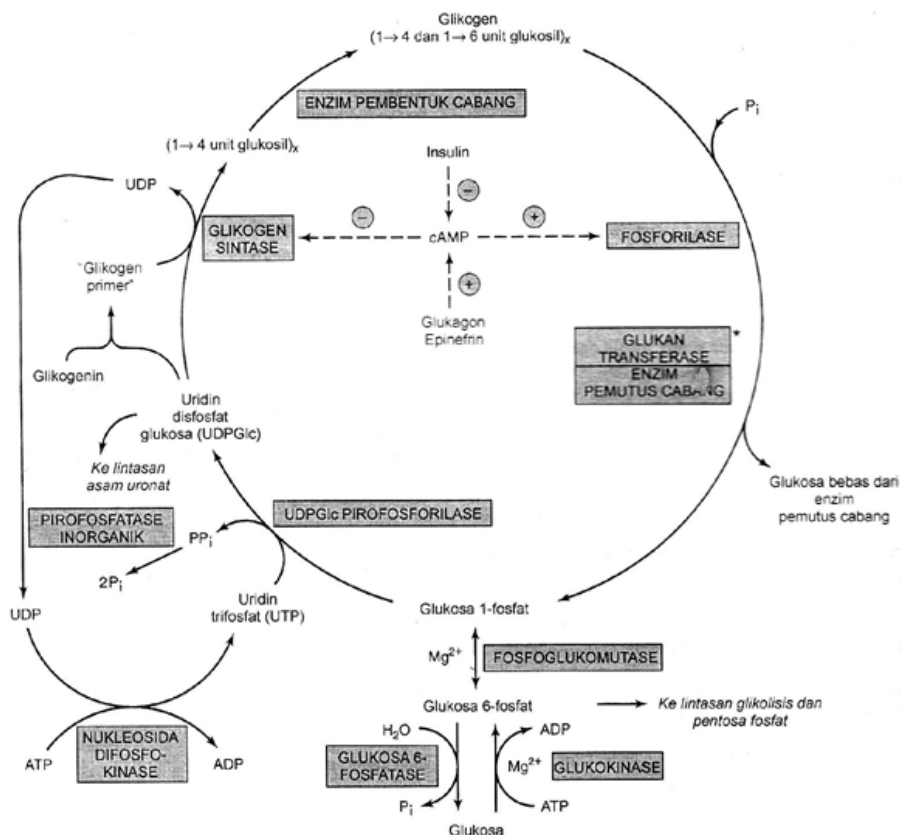 Glikogen
(1→4 dan 1→6 unit glukosil)x
ENZIM PEMBENTUK CABANG
Pi
(1→4 unit glukosil)x
Insulin
UDP
−
GLIKOGEN
SINTASE
−
cAMP
+
FOSFORILASE
"Glikogen
primer"
+
Glukagon
Epinefrin
GLUKAN
TRANSFERASE
*
ENZIM
PEMUTUS CABANG
Glikogenin
Uridin
disfosfat
glukosa (UDPGlc)
Ke lintasan
asam uronat
Glukosa bebas dari
enzim
pemutus cabang
PIROFOSFATASE
INORGANIK
PPi
UDPGlc PIROFOSFORILASE
2Pi
UDP
Uridin
trifosfat (UTP)
Glukosa 1-fosfat
Mg2+
FOSFOGLUKOMUTASE
Glukosa 6-fosfat
Ke lintasan glikolisis dan
pentosa fosfat
ATP
NUKLEOSIDA
DIFOSFO-
KINASE
ADP
H2O
GLUKOSA 6-
FOSFATASE
Pi
ADP
Mg2+
GLUKOKINASE
ATP
Glukosa